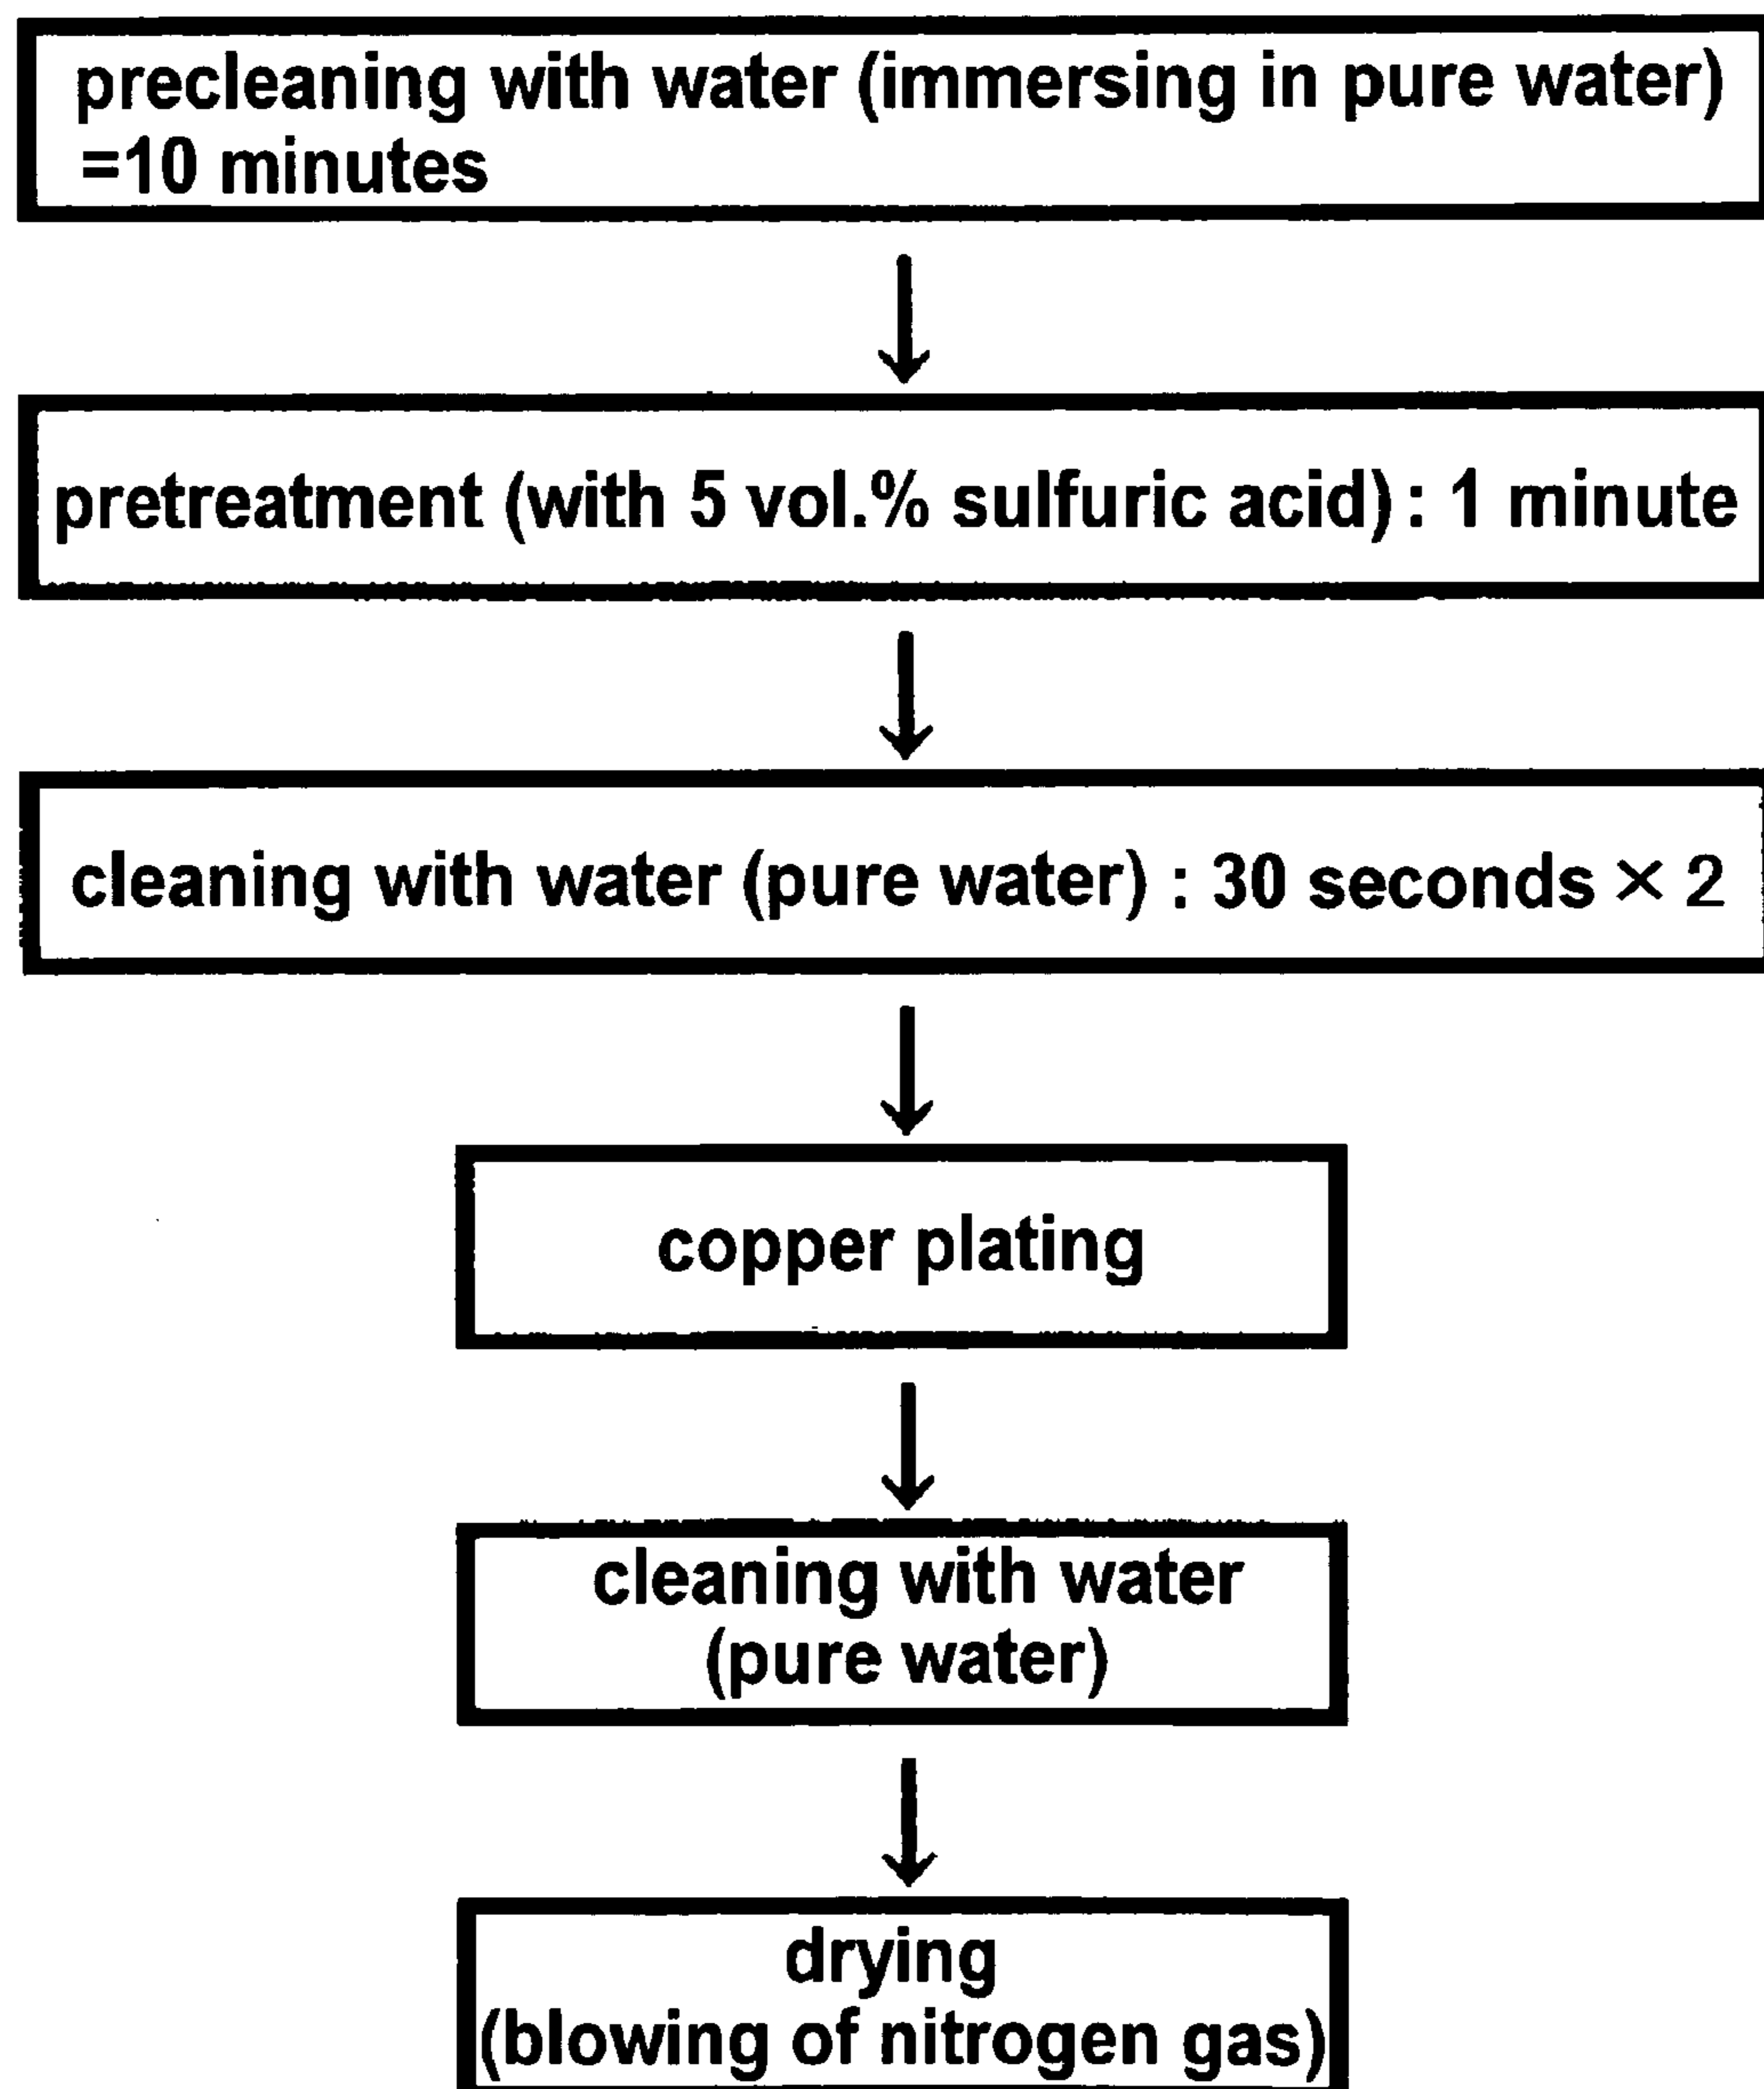 precleaning with water (immersing in pure water)
=10 minutes
pretreatment (with 5 vol.% sulfuric acid) : 1 minute
cleaning with water (pure water) : 30 seconds × 2
copper plating
cleaning with water
(pure water)
drying
(blowing of nitrogen gas)